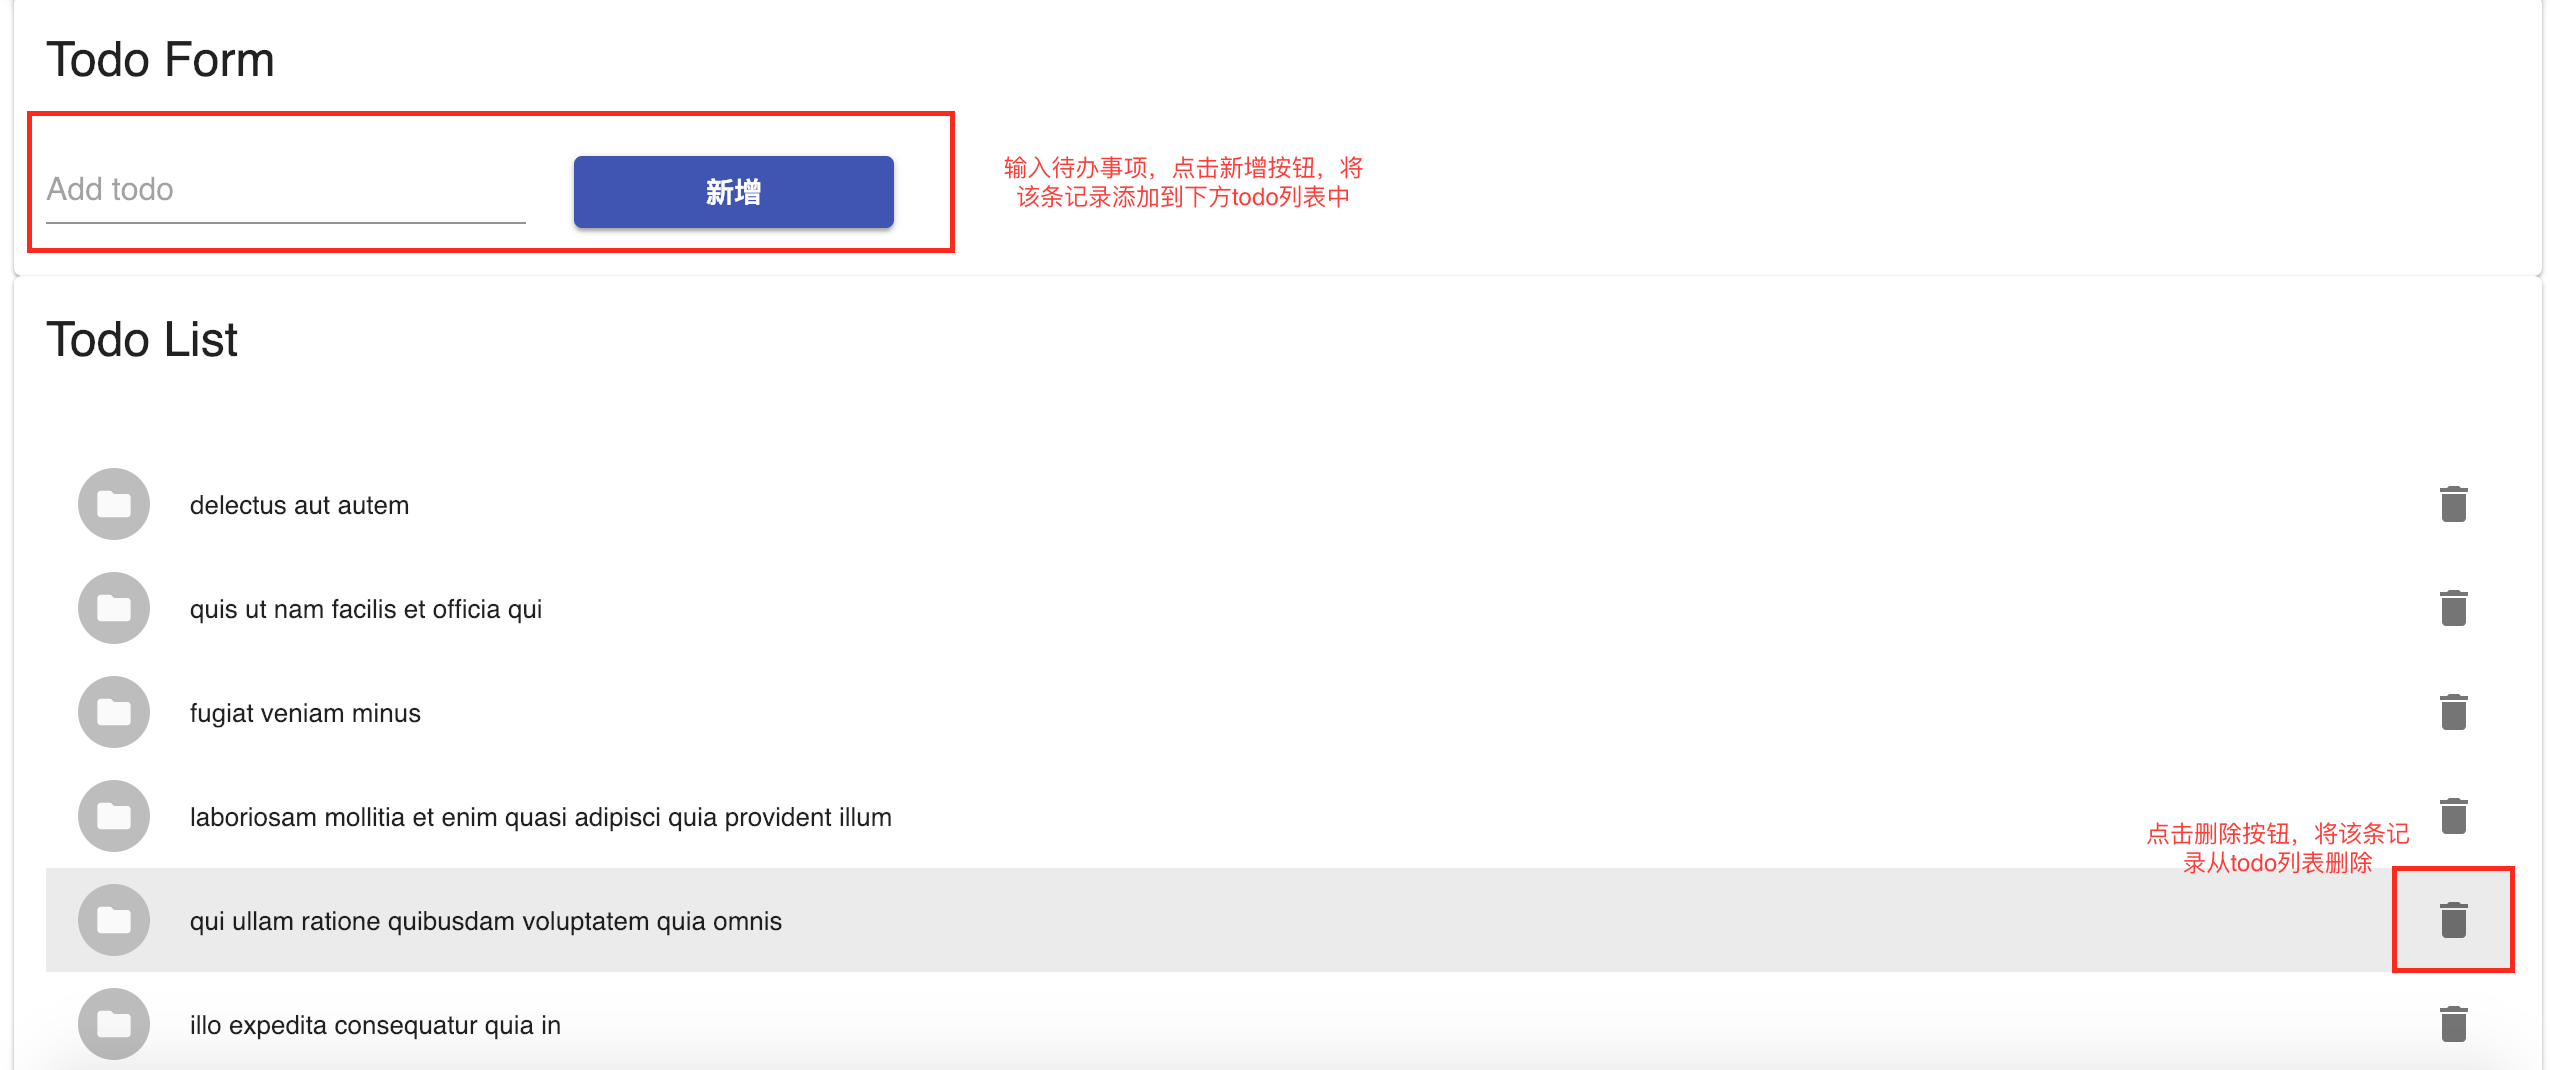 Todo Form
Add todo
新增
输入待办事项，点击新增按钮，将
该条记录添加到下方todo列表中
Todo List
delectus aut autem
quis ut nam facilis et officia qui
fugiat veniam minus
laboriosam mollitia et enim quasi adipisci quia provident illum
点击删除按钮，将该条记
录从todo列表删除
qui ullam ratione quibusdam voluptatem quia omnis
illo expedita consequatur quia in